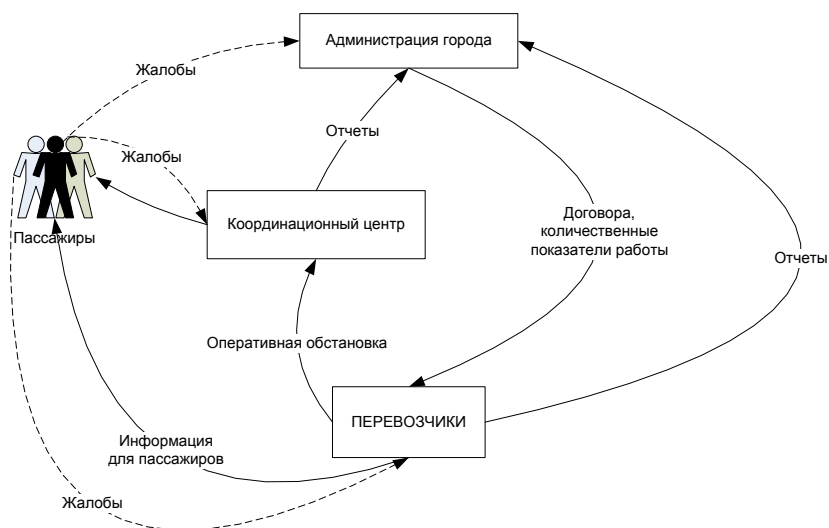 Администрация города
Жалобы
Отчеты
Жалобы
Координационный центр
Договора,
количественные
показатели работы
Пассажиры
Отчеты
Оперативная обстановка
ПЕРЕВОЗЧИКИ
Информация
для пассажиров
Жалобы